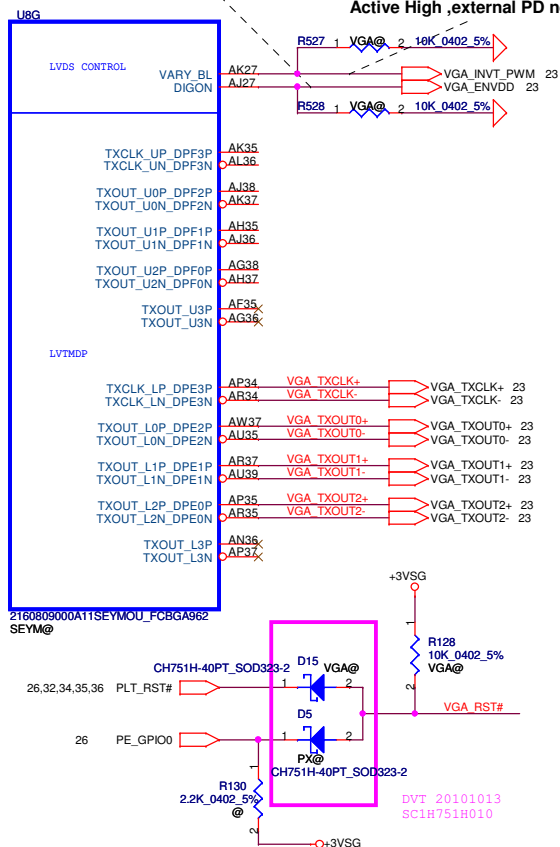 U8G
Active High ,external PD n
LVDS CONTROL
R527 1 VGA@ 2 10K_0402_5%
VARY_BL AK27 VGA_INVT_PWM 23
DIGON AJ27 VGA_ENVDD 23
R528 1 VGA@ 2 10K_0402_5%
TXCLK_UP_DPF3P AK35
TXCLK_UN_DPF3N AL36
TXOUT_U0P_DPF2P AJ38
TXOUT_U0N_DPF2N AK37
TXOUT_U1P_DPF1P AH35
TXOUT_U1N_DPF1N AJ36
TXOUT_U2P_DPF0P AG38
TXOUT_U2N_DPF0N AH37
TXOUT_U3P AF35
TXOUT_U3N AG36
LVTMDP
TXCLK_LP_DPE3P AP34 VGA_TXCLK+ VGA_TXCLK+ 23
TXCLK_LN_DPE3N AR34 VGA_TXCLK- VGA_TXCLK- 23
TXOUT_L0P_DPE2P AW37 VGA_TXOUT0+ VGA_TXOUT0+ 23
TXOUT_L0N_DPE2N AU35 VGA_TXOUT0- VGA_TXOUT0- 23
TXOUT_L1P_DPE1P AR37 VGA_TXOUT1+ VGA_TXOUT1+ 23
TXOUT_L1N_DPE1N AU39 VGA_TXOUT1- VGA_TXOUT1- 23
TXOUT_L2P_DPE0P AP35 VGA_TXOUT2+ VGA_TXOUT2+ 23
TXOUT_L2N_DPE0N AR35 VGA_TXOUT2- VGA_TXOUT2- 23
TXOUT_L3P AN36
TXOUT_L3N AP37
2160809000A11SEYMOU_FCBGA962
SEYM@
+3VSG
1
R128
10K_0402_5%
VGA@
2
CH751H-40PT_SOD323-2
D15 VGA@
26,32,34,35,36 PLT_RST# 1 2
VGA_RST#
D5
26 PE_GPIO0 1 2
PX@
CH751H-40PT_SOD323-2
1
R130
2.2K_0402_5%
@
2
+3VSG
DVT 20101013
SC1H751H010